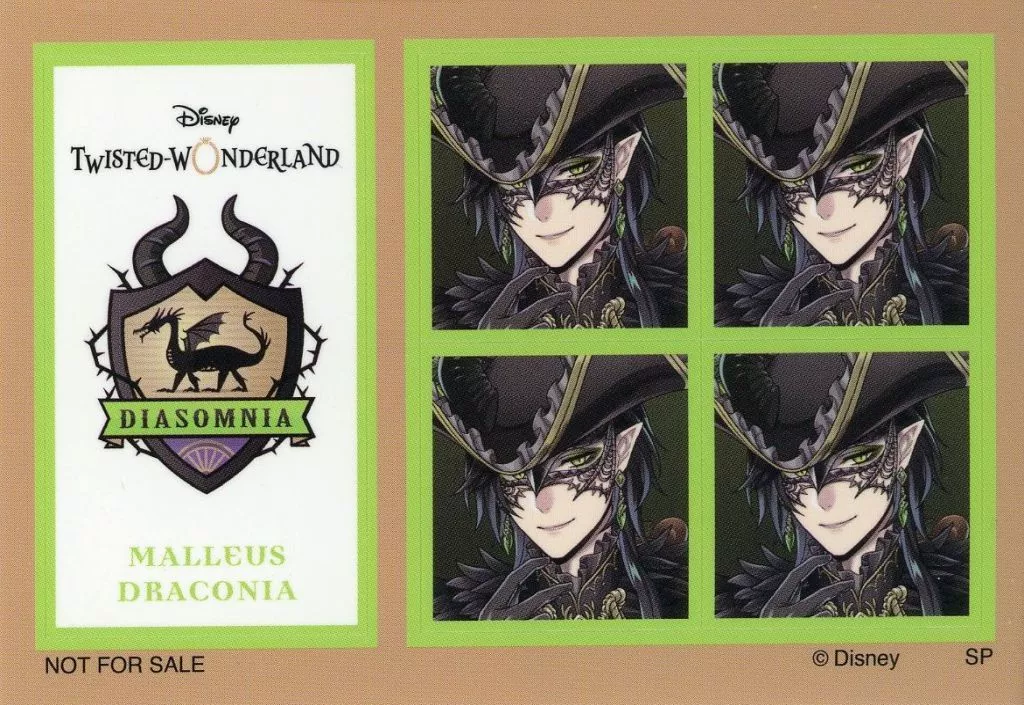 Disney
TWISTED-WONDERLAND
DIASOMNIA
MALLEUS
DRACONIA
NOT FOR SALE
© Disney
SP